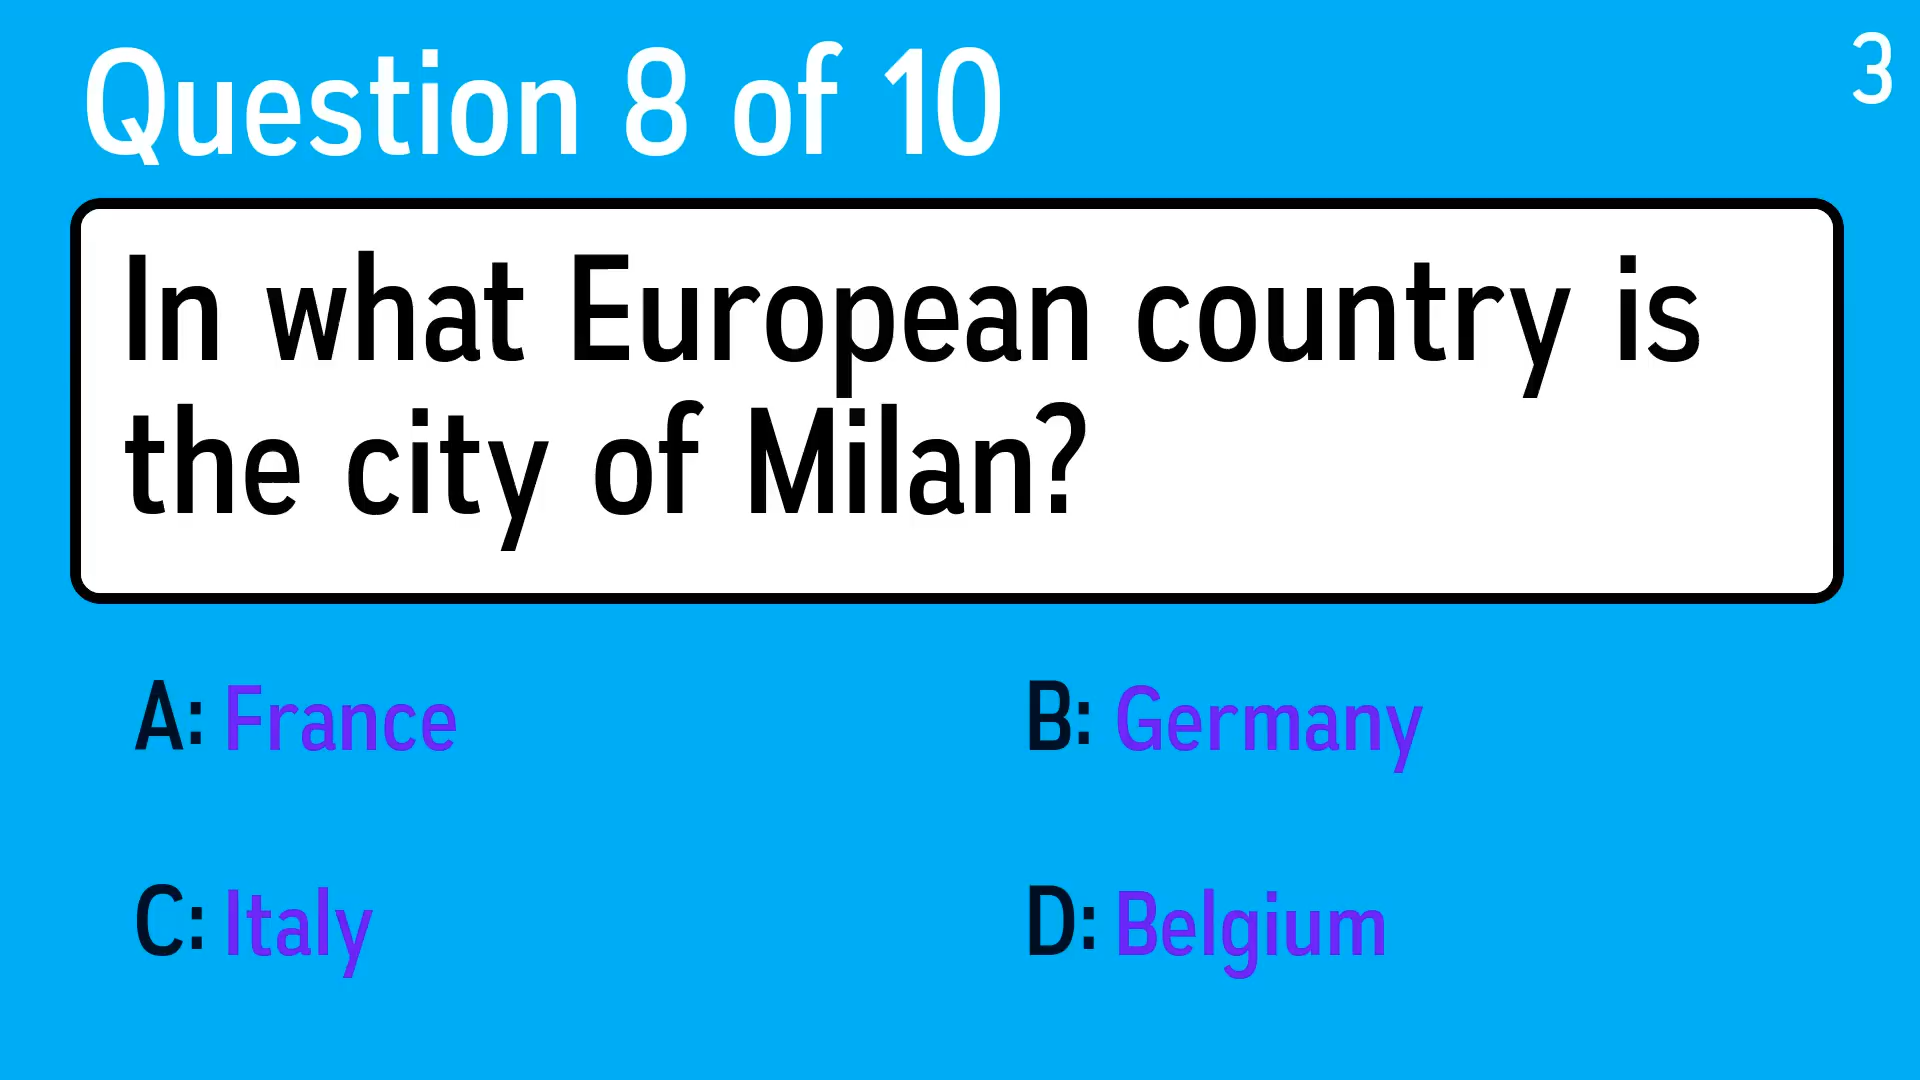 Question 8 of 10
3
In what European country is
the city of Milan?
A: France
B: Germany
C: Italy
D: Belgium